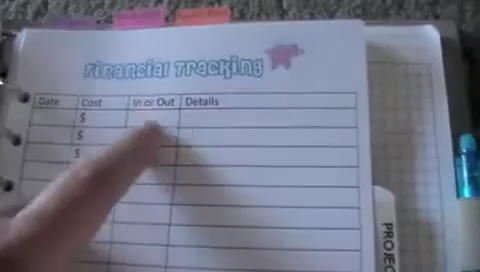 Financial Tracking
Date Cost In or Out Details
$
$
$
PROJEC